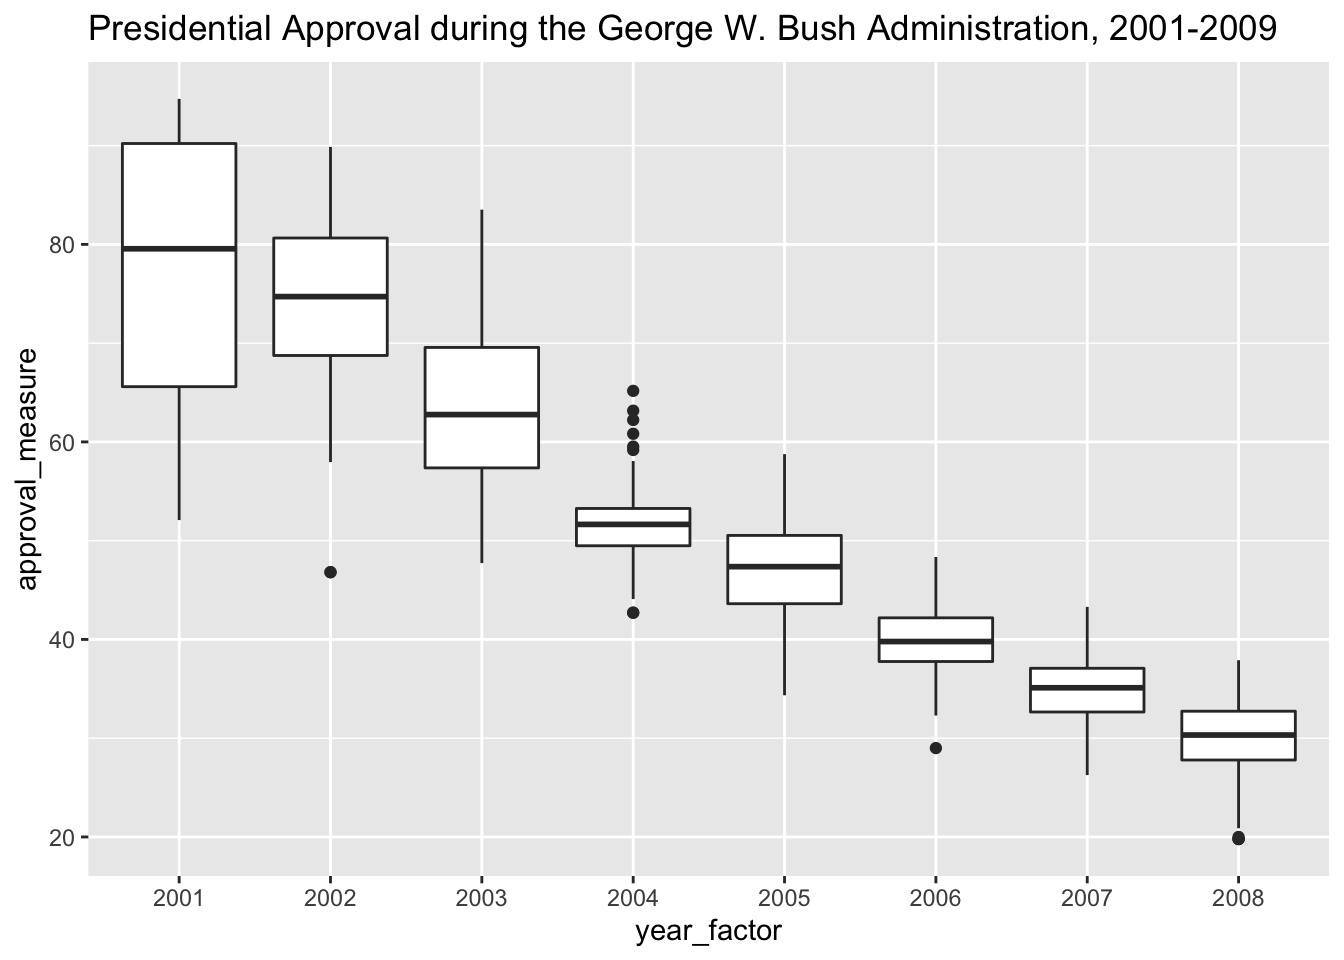 Presidential Approval during the George W. Bush Administration, 2001-2009
approval_measure
80
60
40
20
2001 2002 2003 2004 2005 2006 2007 2008
year_factor